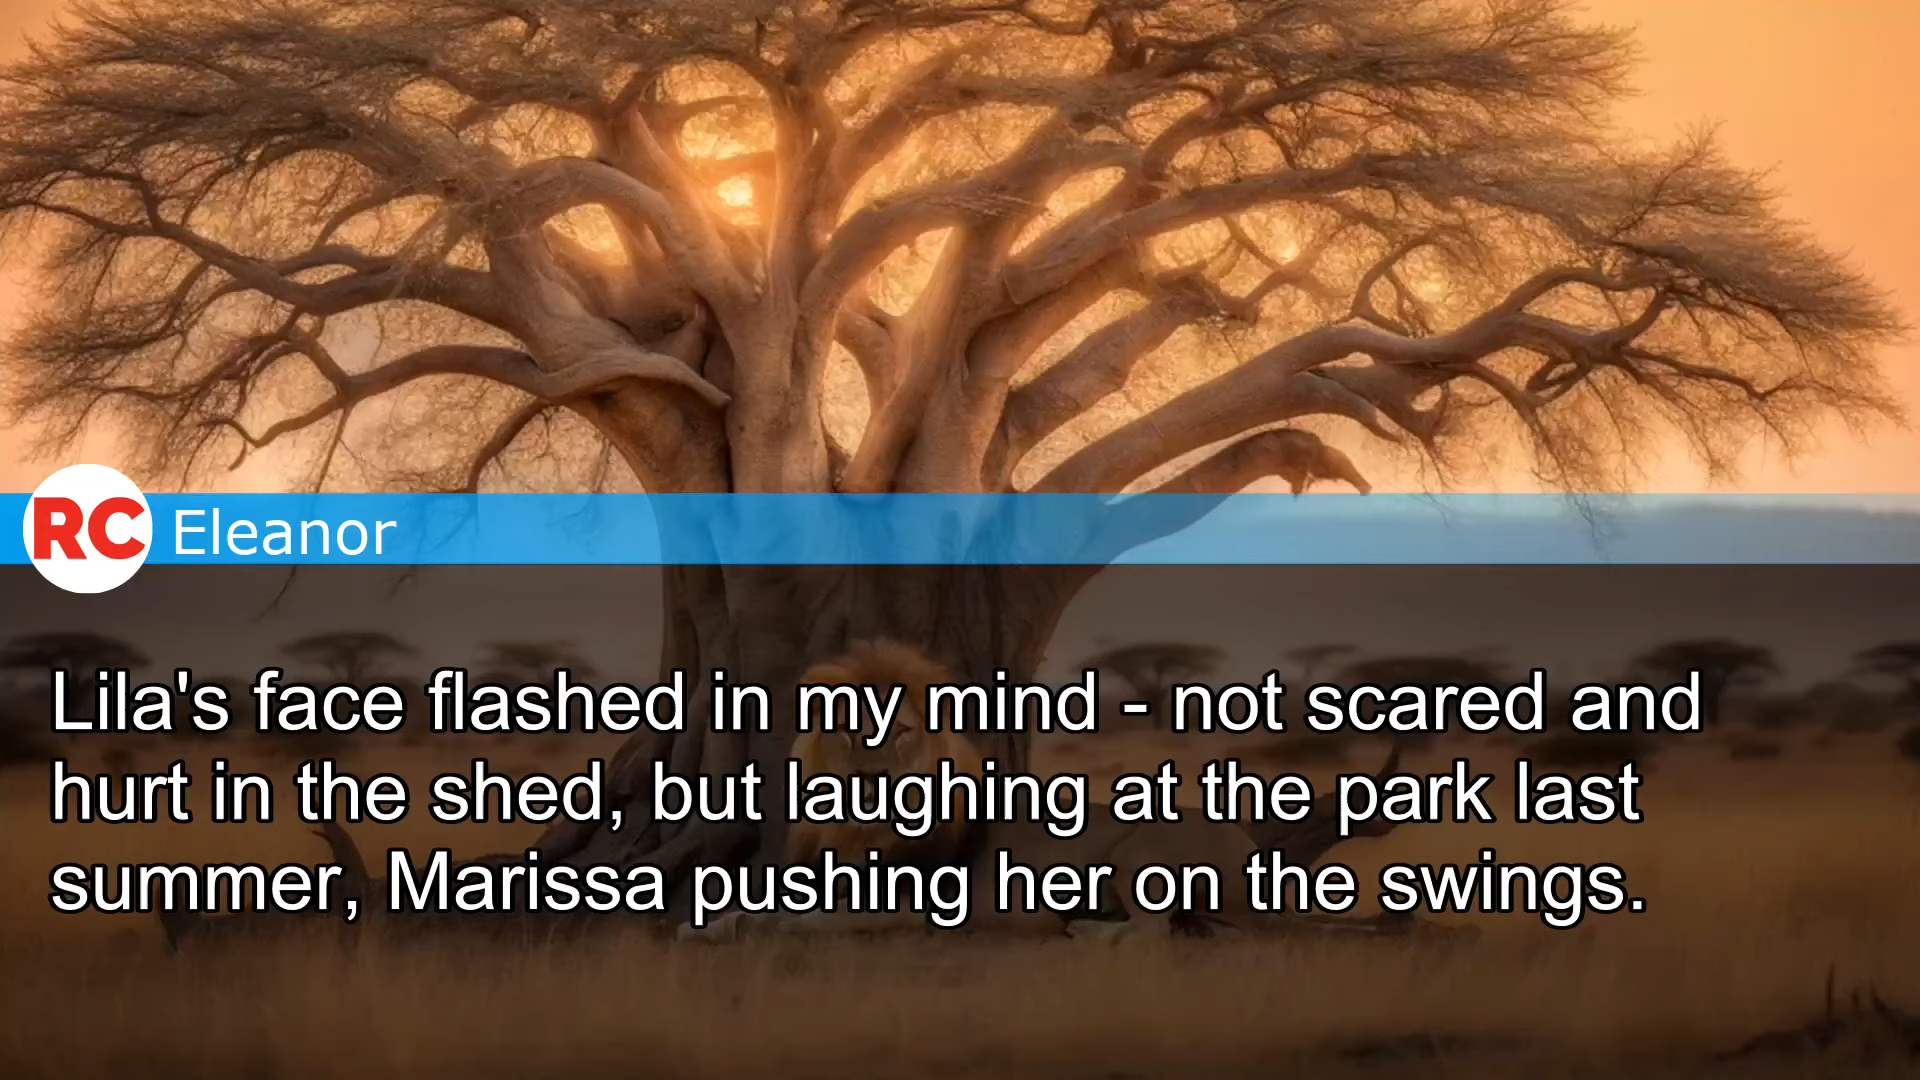 RC Eleanor
Lila's face flashed in my mind - not scared and
hurt in the shed, but laughing at the park last
summer, Marissa pushing her on the swings.